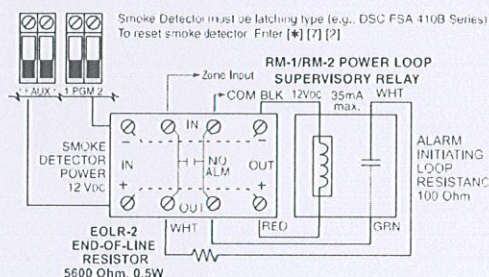 Smoke Detector must be latching type (e.g., DSC FSA 410B Series)
To reset smoke detector Enter [*] [7] [2]
AUX
1 PGM 2
Zone Input
RM-1/RM-2 POWER LOOP
SUPERVISORY RELAY
COM BLK 12VDC 35mA WHT
max.
IN
SMOKE
DETECTOR
POWER
12 VDC
IN
NO
ALM
OUT
− −
+ +
OUT
ALARM
INITIATING
LOOP
RESISTANC
100 Ohm
WHT RED GRN
EOLR-2
END-OF-LINE
RESISTOR
5600 Ohm, 0.5W